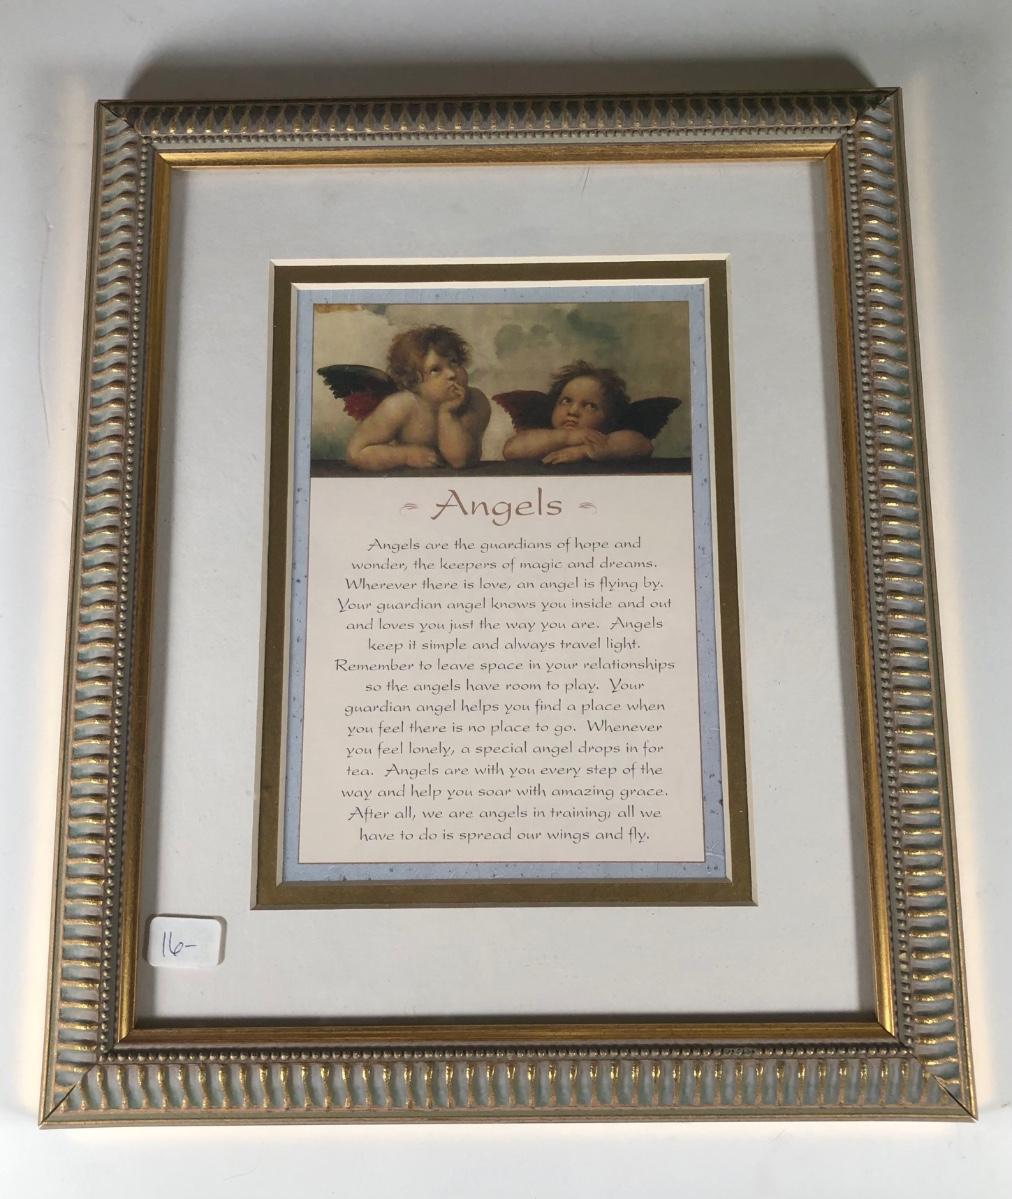 Angels
Angels are the guardians of hope and
wonder, the keepers of magic and dreams.
Wherever there is love, an angel is flying by.
Your guardian angel knows you inside and out
and loves you just the way you are. Angels
keep it simple and always travel light.
Remember to leave space in your relationships
so the angels have room to play. Your
guardian angel helps you find a place when
you feel there is no place to go. Whenever
you feel lonely, a special angel drops in for
tea. Angels are with you every step of the
way and help you soar with amazing grace.
After all, we are angels in training; all we
have to do is spread our wings and fly.
16-